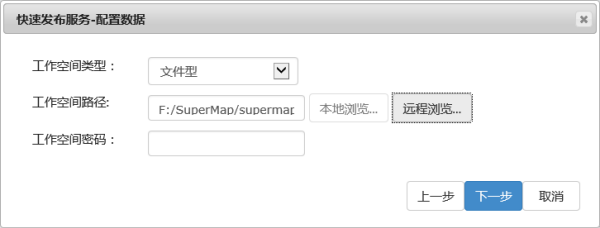 快速发布服务-配置数据
工作空间类型：
文件型
工作空间路径:
F:/SuperMap/supermap
本地浏览...
远程浏览...
工作空间密码：
上一步
下一步
取消